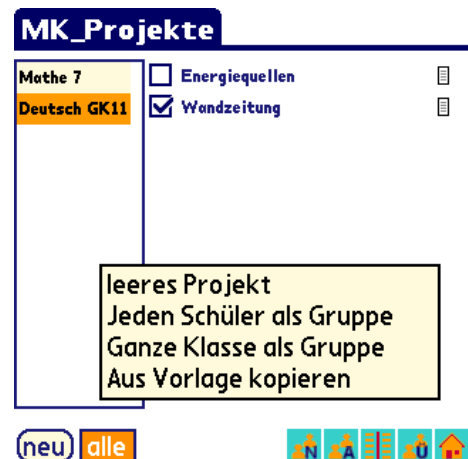 MK_Projekte
Mathe 7
Deutsch GK11
Energiequellen
Wandzeitung
leeres Projekt
Jeden Schüler als Gruppe
Ganze Klasse als Gruppe
Aus Vorlage kopieren
neu alle
N A Ü